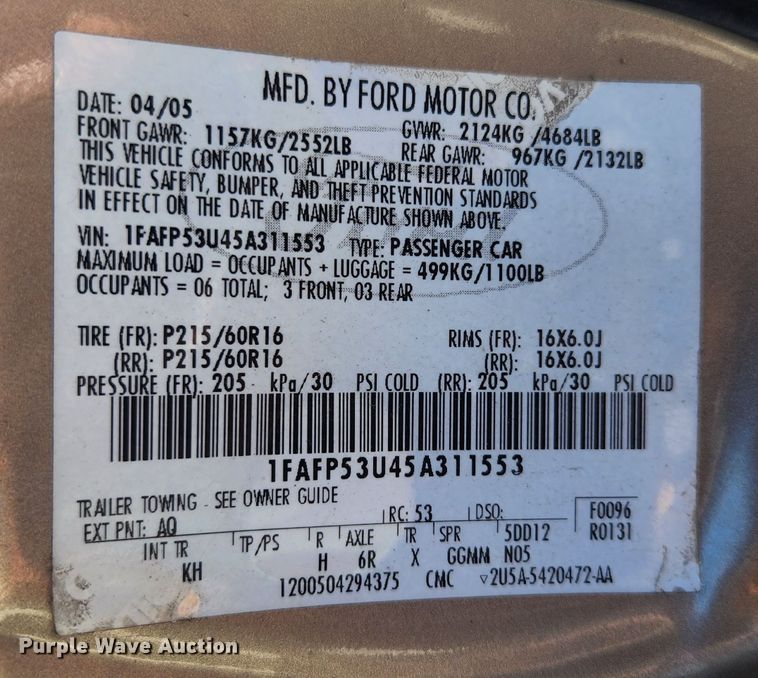 MFD. BY FORD MOTOR CO.
DATE: 04/05
GVWR: 2124KG /4684LB
FRONT GAWR: 1157KG/2552LB
REAR GAWR: 967KG /2132LB
THIS VEHICLE CONFORMS TO ALL APPLICABLE FEDERAL MOTOR
VEHICLE SAFETY, BUMPER, AND THEFT PREVENTION STANDARDS
IN EFFECT ON THE DATE OF MANUFACTURE SHOWN ABOVE.
VIN: 1FAFP53U45A311553 TYPE: PASSENGER CAR
MAXIMUM LOAD = OCCUPANTS + LUGGAGE = 499KG/1100LB
OCCUPANTS = 06 TOTAL; 3 FRONT, 03 REAR
TIRE (FR): P215/60R16 RIMS (FR): 16X6.0J
(RR): P215/60R16 (RR): 16X6.0J
PRESSURE (FR): 205 kPa/30 PSI COLD (RR): 205 kPa/30 PSI COLD
1FAFP53U45A311553
TRAILER TOWING - SEE OWNER GUIDE
EXT PNT: AQ RC: 53 DSO: F0096
INT TR TP/PS R AXLE TR SPR 5DD12 R0131
KH H 6R X GGMM N05
1200504294375 CMC ▽2U5A-5420472-AA
Purple Wave Auction